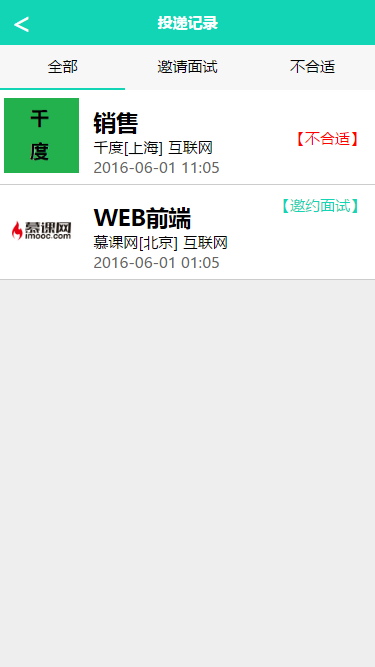 < 投递记录
全部 邀请面试 不合适
千度
销售
千度[上海] 互联网
2016-06-01 11:05
【不合适】
慕课网
imooc.com
WEB前端
慕课网[北京] 互联网
2016-06-01 01:05
【邀约面试】